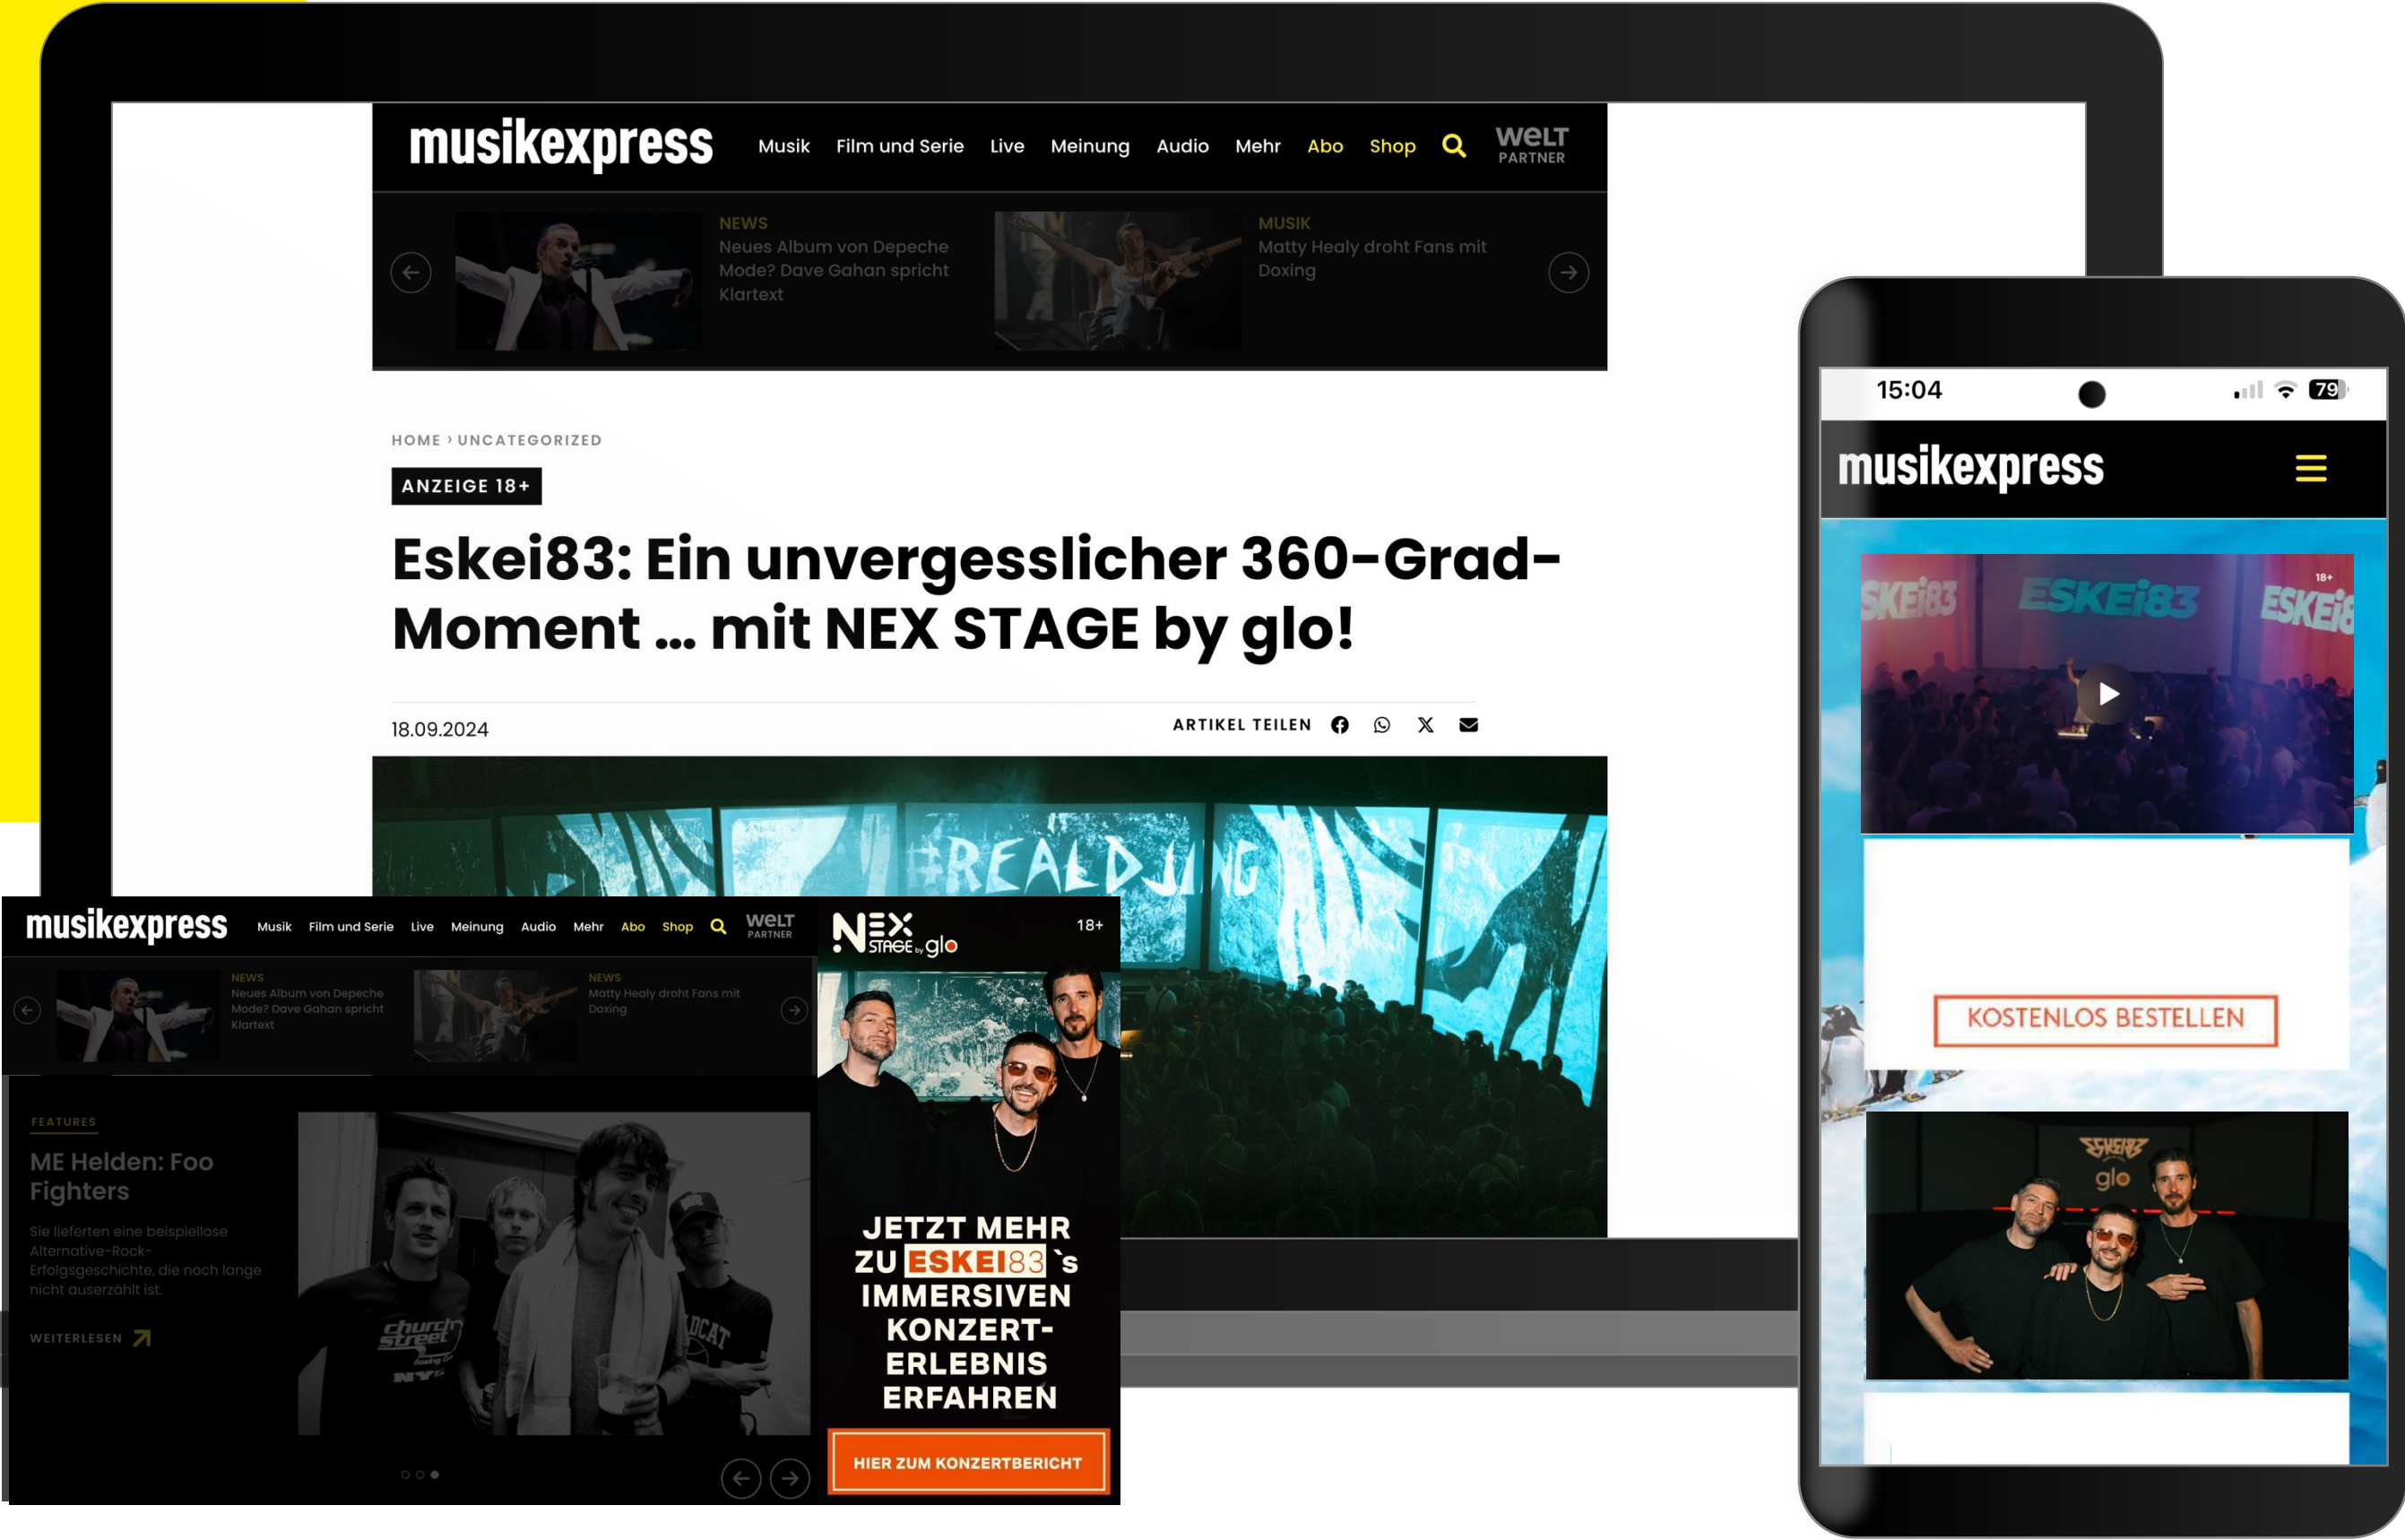 musikexpress
Musik Film und Serie Live Meinung Audio Mehr Abo Shop
WELT
PARTNER
NEWS
Neues Album von Depeche
Mode? Dave Gahan spricht
Klartext
MUSIK
Matty Healy droht Fans mit
Doxing
HOME › UNCATEGORIZED
ANZEIGE 18+
Eskei83: Ein unvergesslicher 360-Grad-
Moment ... mit NEX STAGE by glo!
18.09.2024
ARTIKEL TEILEN
#REALDJING
musikexpress
Musik Film und Serie Live Meinung Audio Mehr Abo Shop
WELT
PARTNER
NEWS
Neues Album von Depeche
Mode? Dave Gahan spricht
Klartext
NEWS
Matty Healy droht Fans mit
Doxing
FEATURES
ME Helden: Foo
Fighters
Sie lieferten eine beispiellose
Alternative-Rock-
Erfolgsgeschichte, die noch lange
nicht auserzählt ist.
WEITERLESEN
church
street
boxing
NYC
NEX
STAGE by glo
18+
JETZT MEHR
ZU ESKEI83`s
IMMERSIVEN
KONZERT-
ERLEBNIS
ERFAHREN
HIER ZUM KONZERTBERICHT
15:04
79
musikexpress
18+
SKEi83 ESKEi83 ESKEi8
KOSTENLOS BESTELLEN
ESKEI83
glo